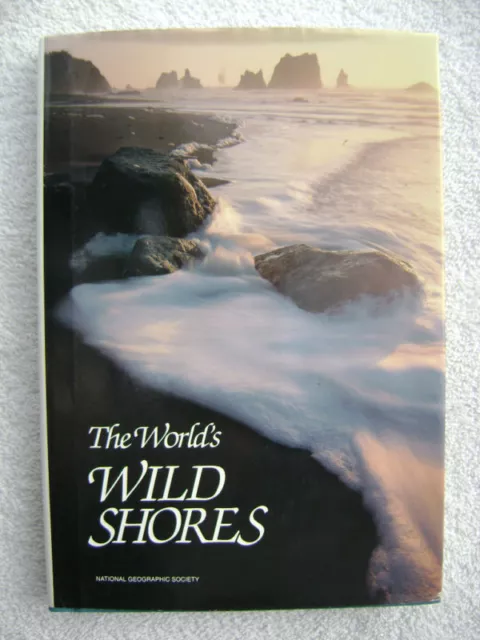 The World's
WILD
SHORES
NATIONAL GEOGRAPHIC SOCIETY